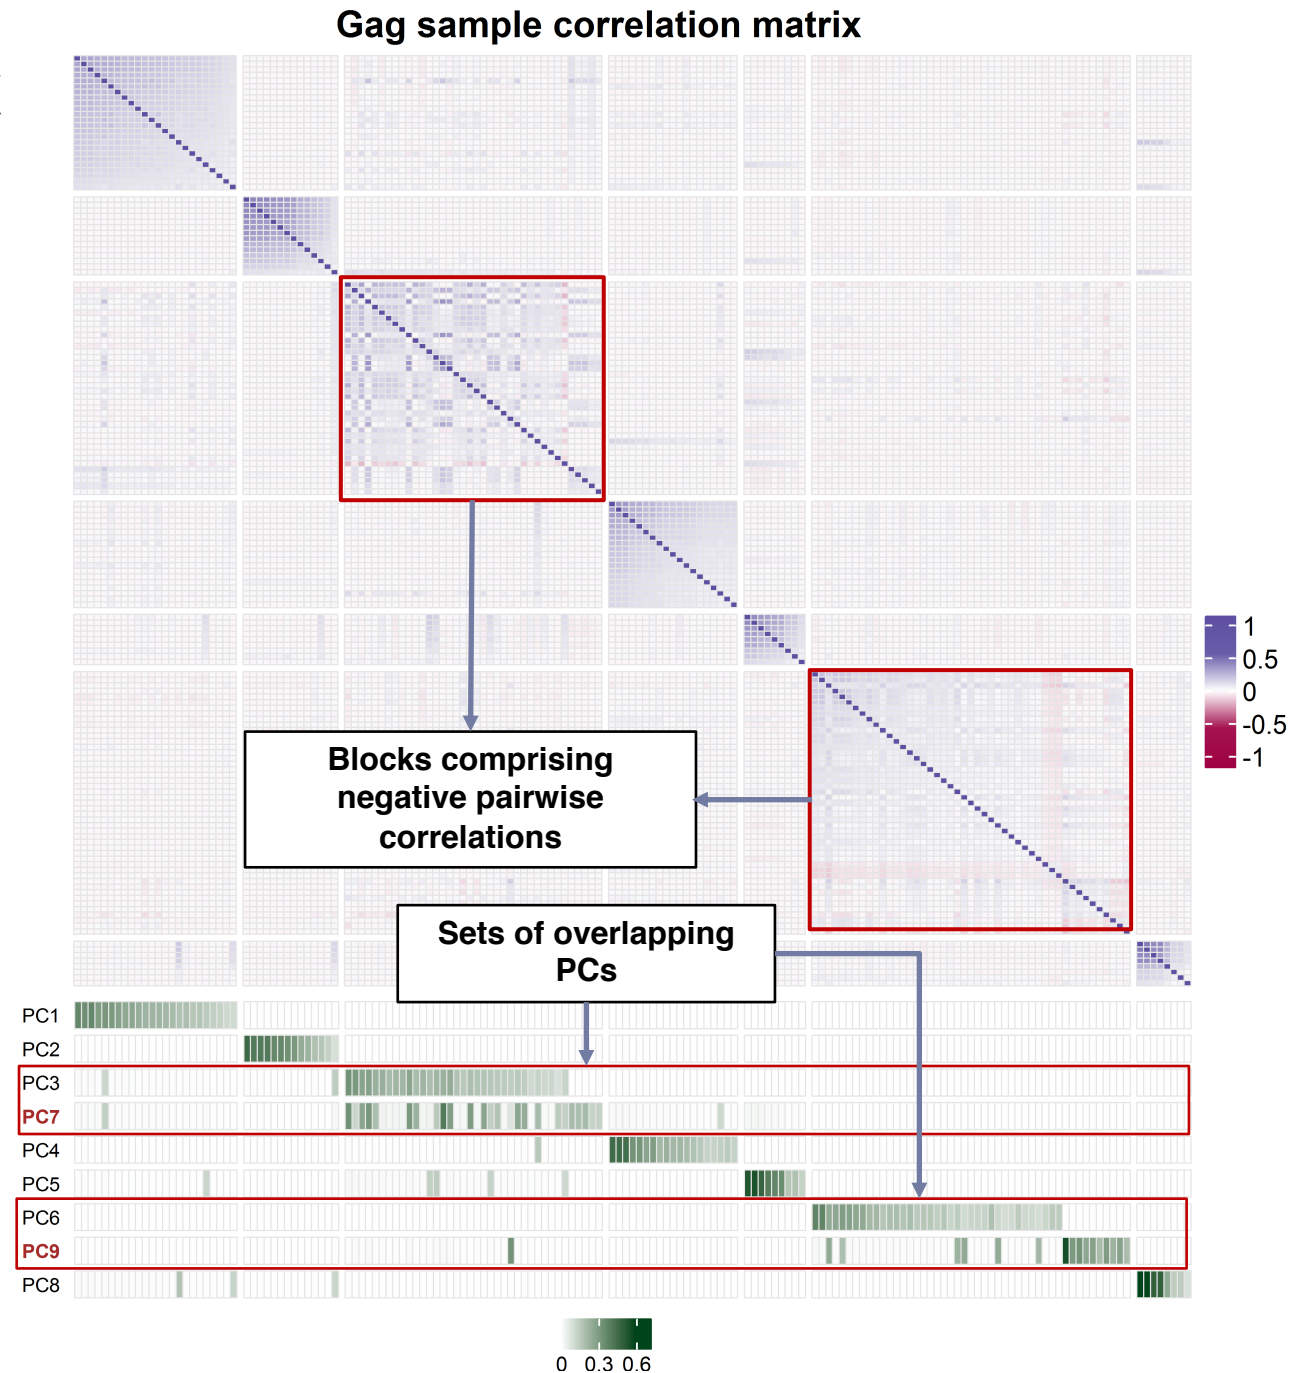 Gag sample correlation matrix
1
0.5
0
-0.5
-1
Blocks comprising
negative pairwise
correlations
Sets of overlapping
PCs
PC1
PC2
PC3
PC7
PC4
PC5
PC6
PC9
PC8
0 0.3 0.6